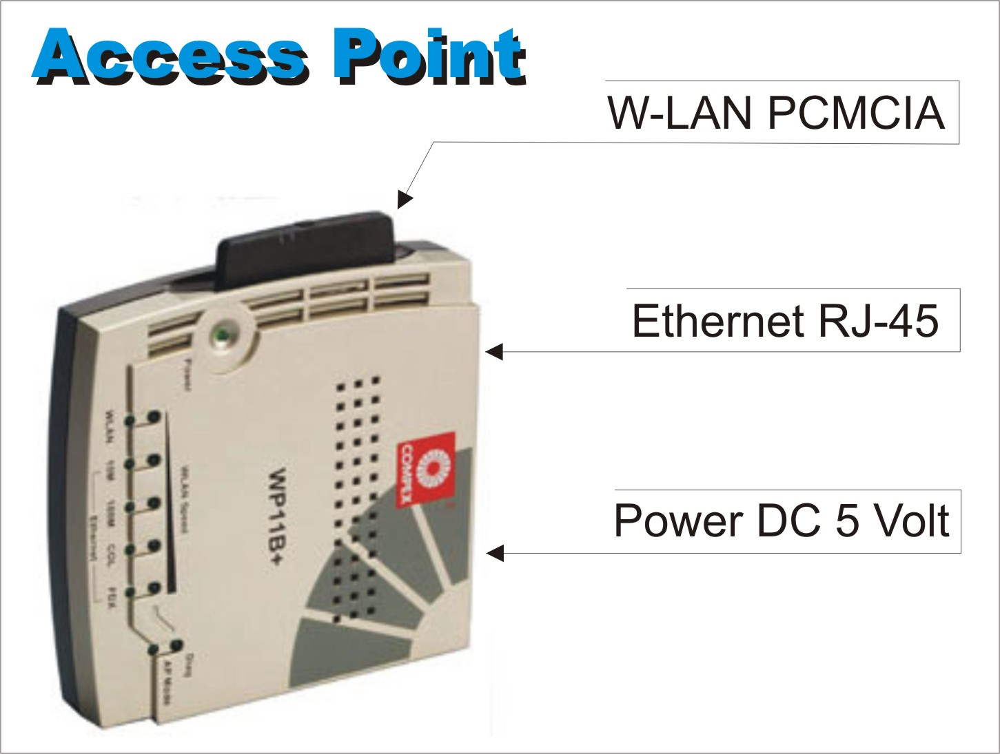 Access Point
W-LAN PCMCIA
Ethernet RJ-45
Power DC 5 Volt
Power
WLAN
10M
100M
COL
FDX
Ethernet
WLAN Speed
Diag
AP Mode
WP11B+
COMPEX
®